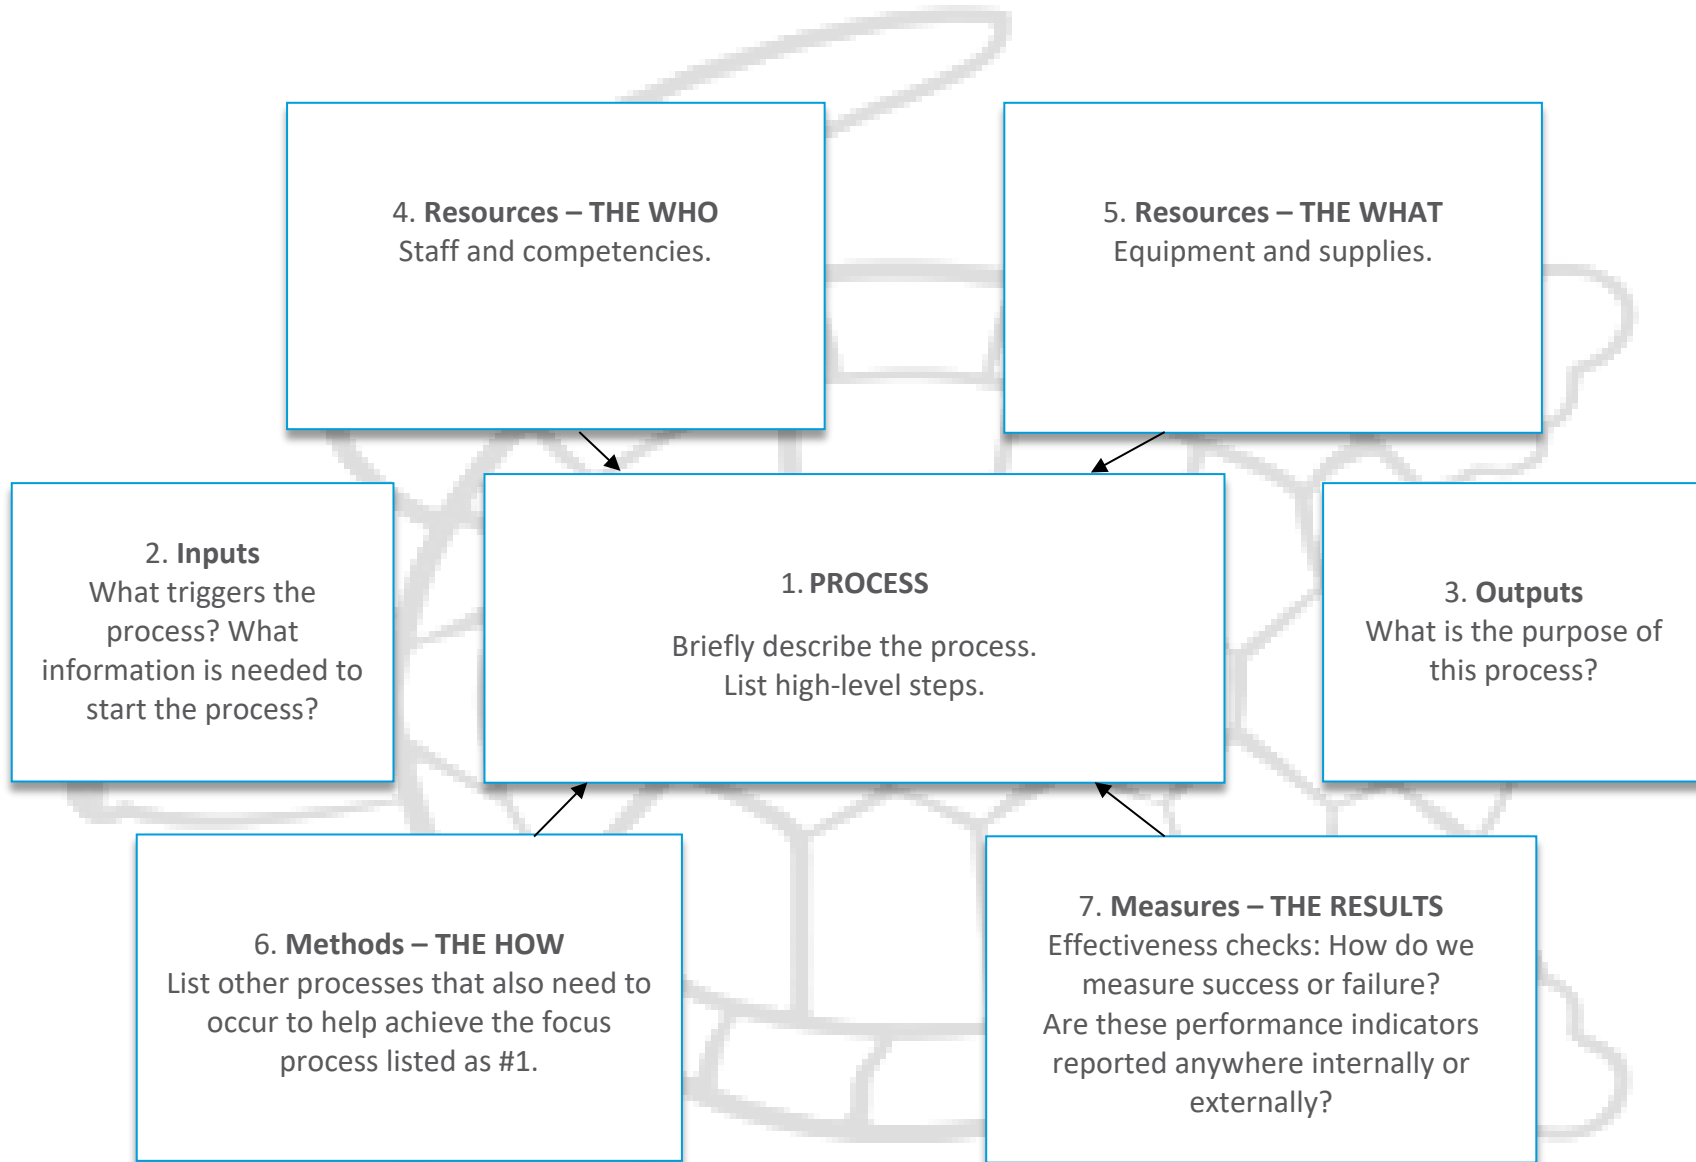 4. Resources – THE WHO
Staff and competencies.
5. Resources – THE WHAT
Equipment and supplies.
2. Inputs
What triggers the
process? What
information is needed to
start the process?
1. PROCESS
Briefly describe the process.
List high-level steps.
3. Outputs
What is the purpose of
this process?
6. Methods – THE HOW
List other processes that also need to
occur to help achieve the focus
process listed as #1.
7. Measures – THE RESULTS
Effectiveness checks: How do we
measure success or failure?
Are these performance indicators
reported anywhere internally or
externally?